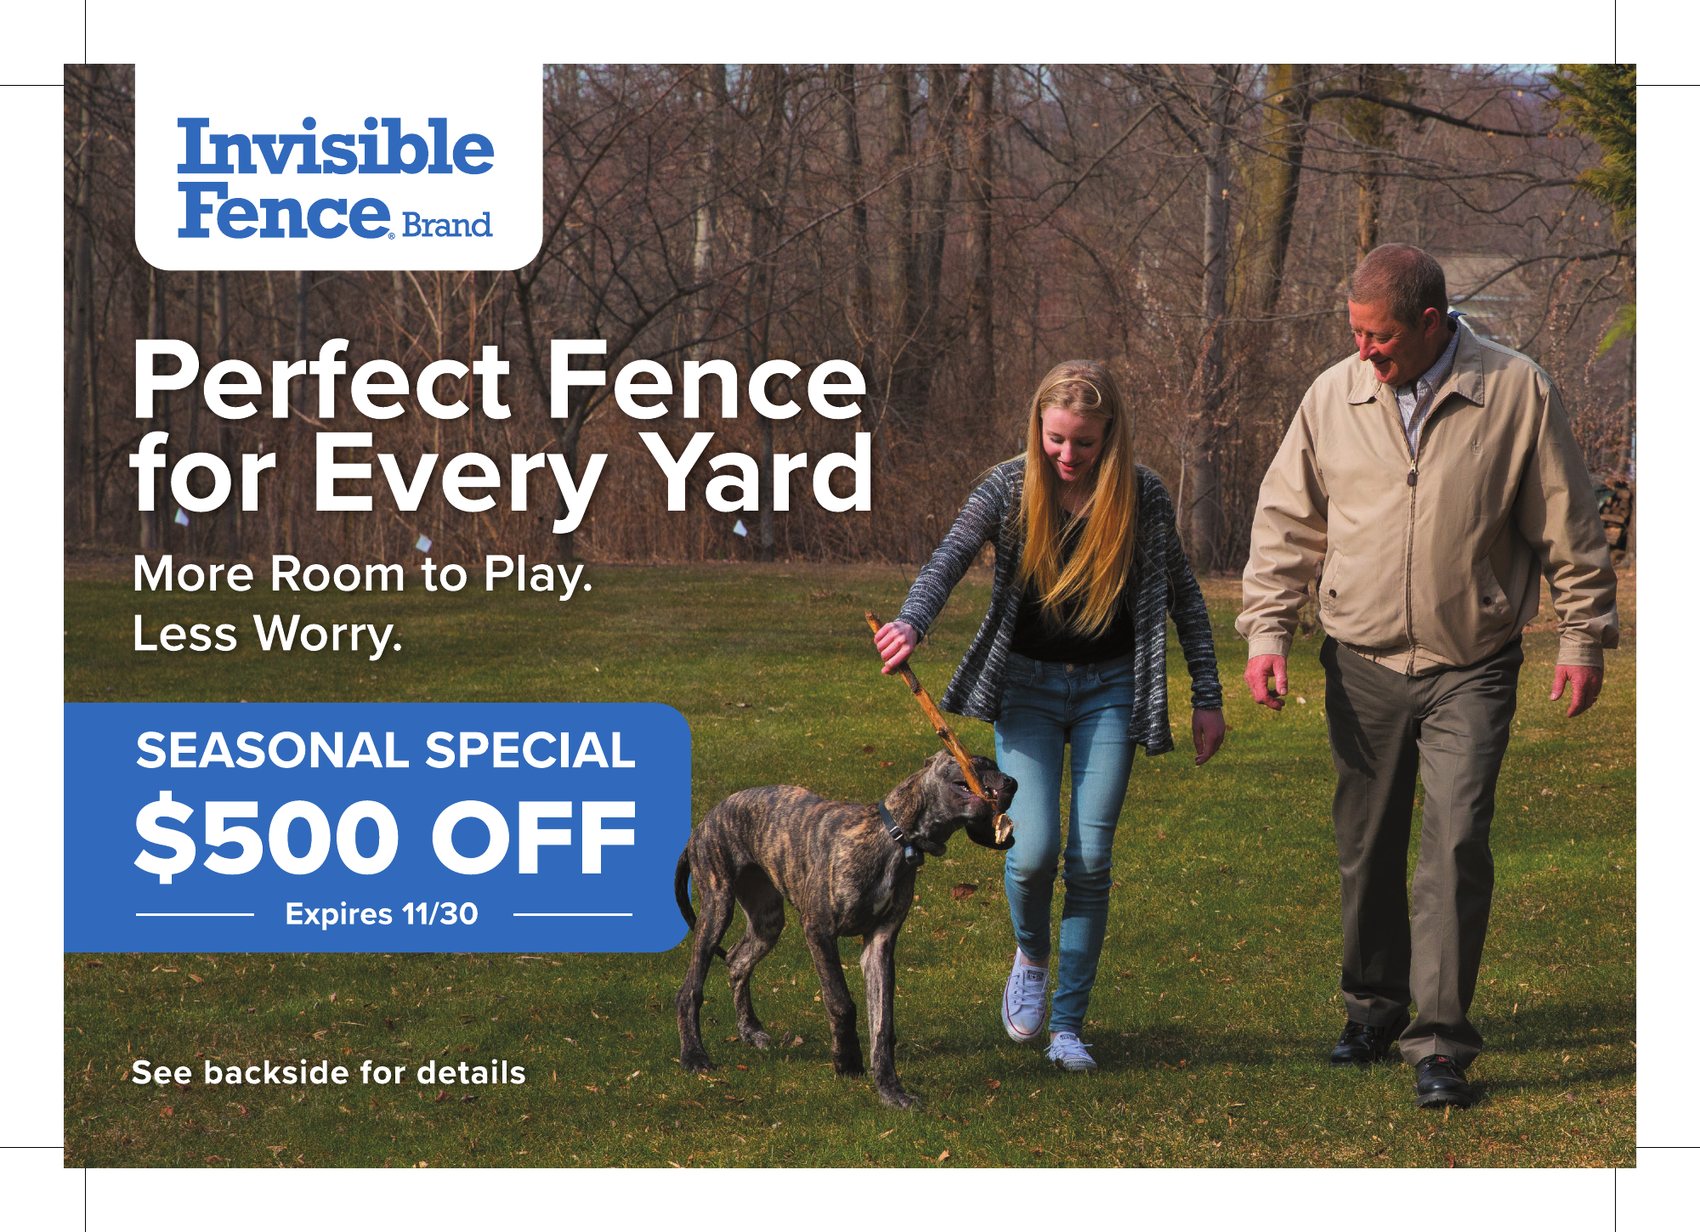 Invisible
Fence® Brand
Perfect Fence
for Every Yard
More Room to Play.
Less Worry.
SEASONAL SPECIAL
$500 OFF
Expires 11/30
See backside for details